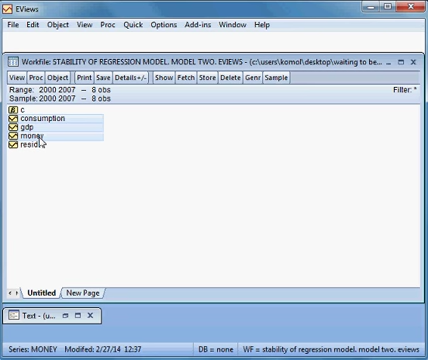 EViews
File Edit Object View Proc Quick Options Add-ins Window Help
Workfile: STABILITY OF REGRESSION MODEL. MODEL TWO. EVIEWS - (c:\users\komol\desktop\waiting to be...
View Proc Object Print Save Details+/- Show Fetch Store Delete Genr Sample
Range: 2000 2007 -- 8 obs Filter: *
Sample: 2000 2007 -- 8 obs
c
consumption
gdp
money
resid
Untitled New Page
Text - (u...
Series: MONEY Modifed: 2/27/14 12:37 DB = none WF = stability of regression model. model two. eviews